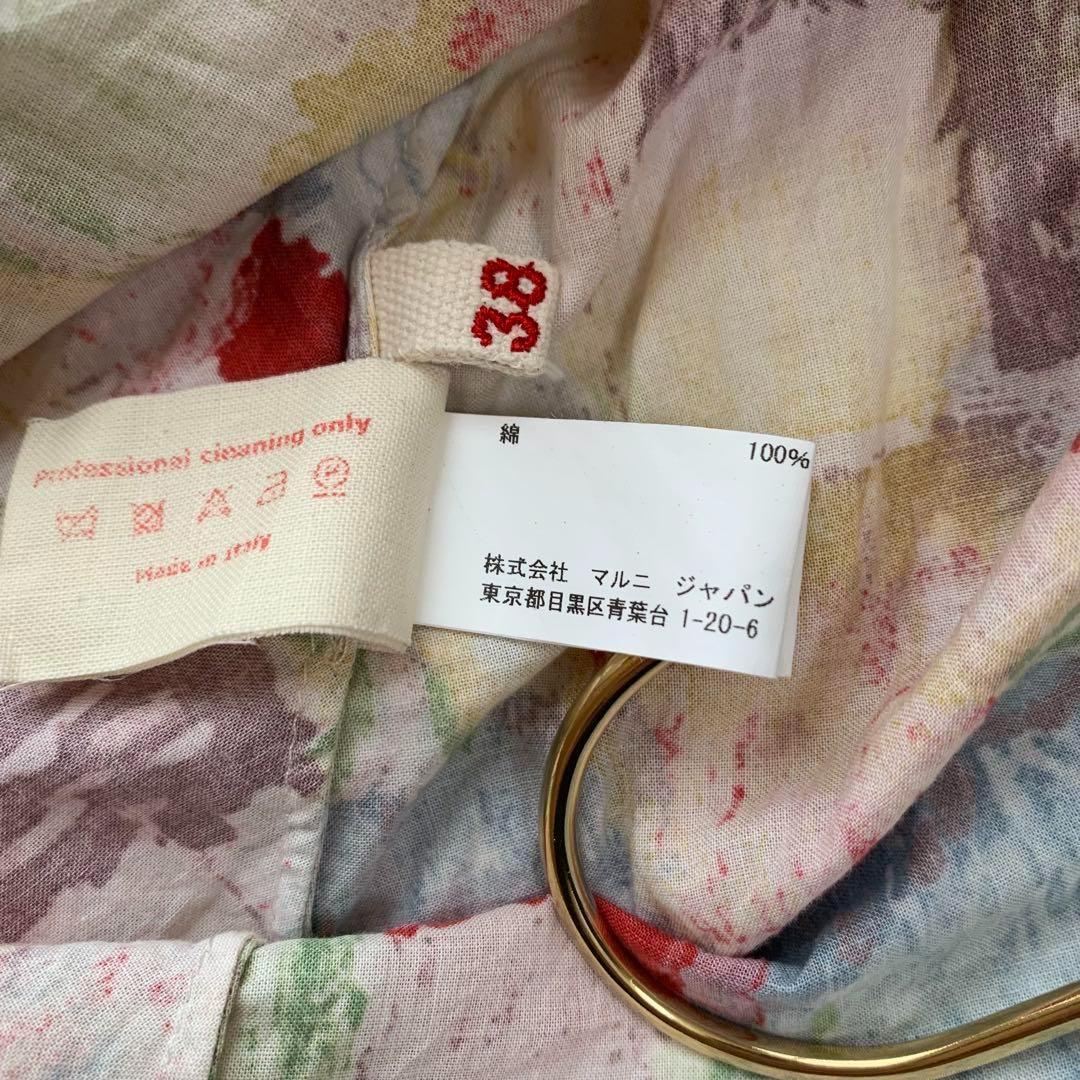 38
Professional cleaning only
Made in Italy
綿 100%
株式会社 マルニ ジャパン
東京都目黒区青葉台 1-20-6